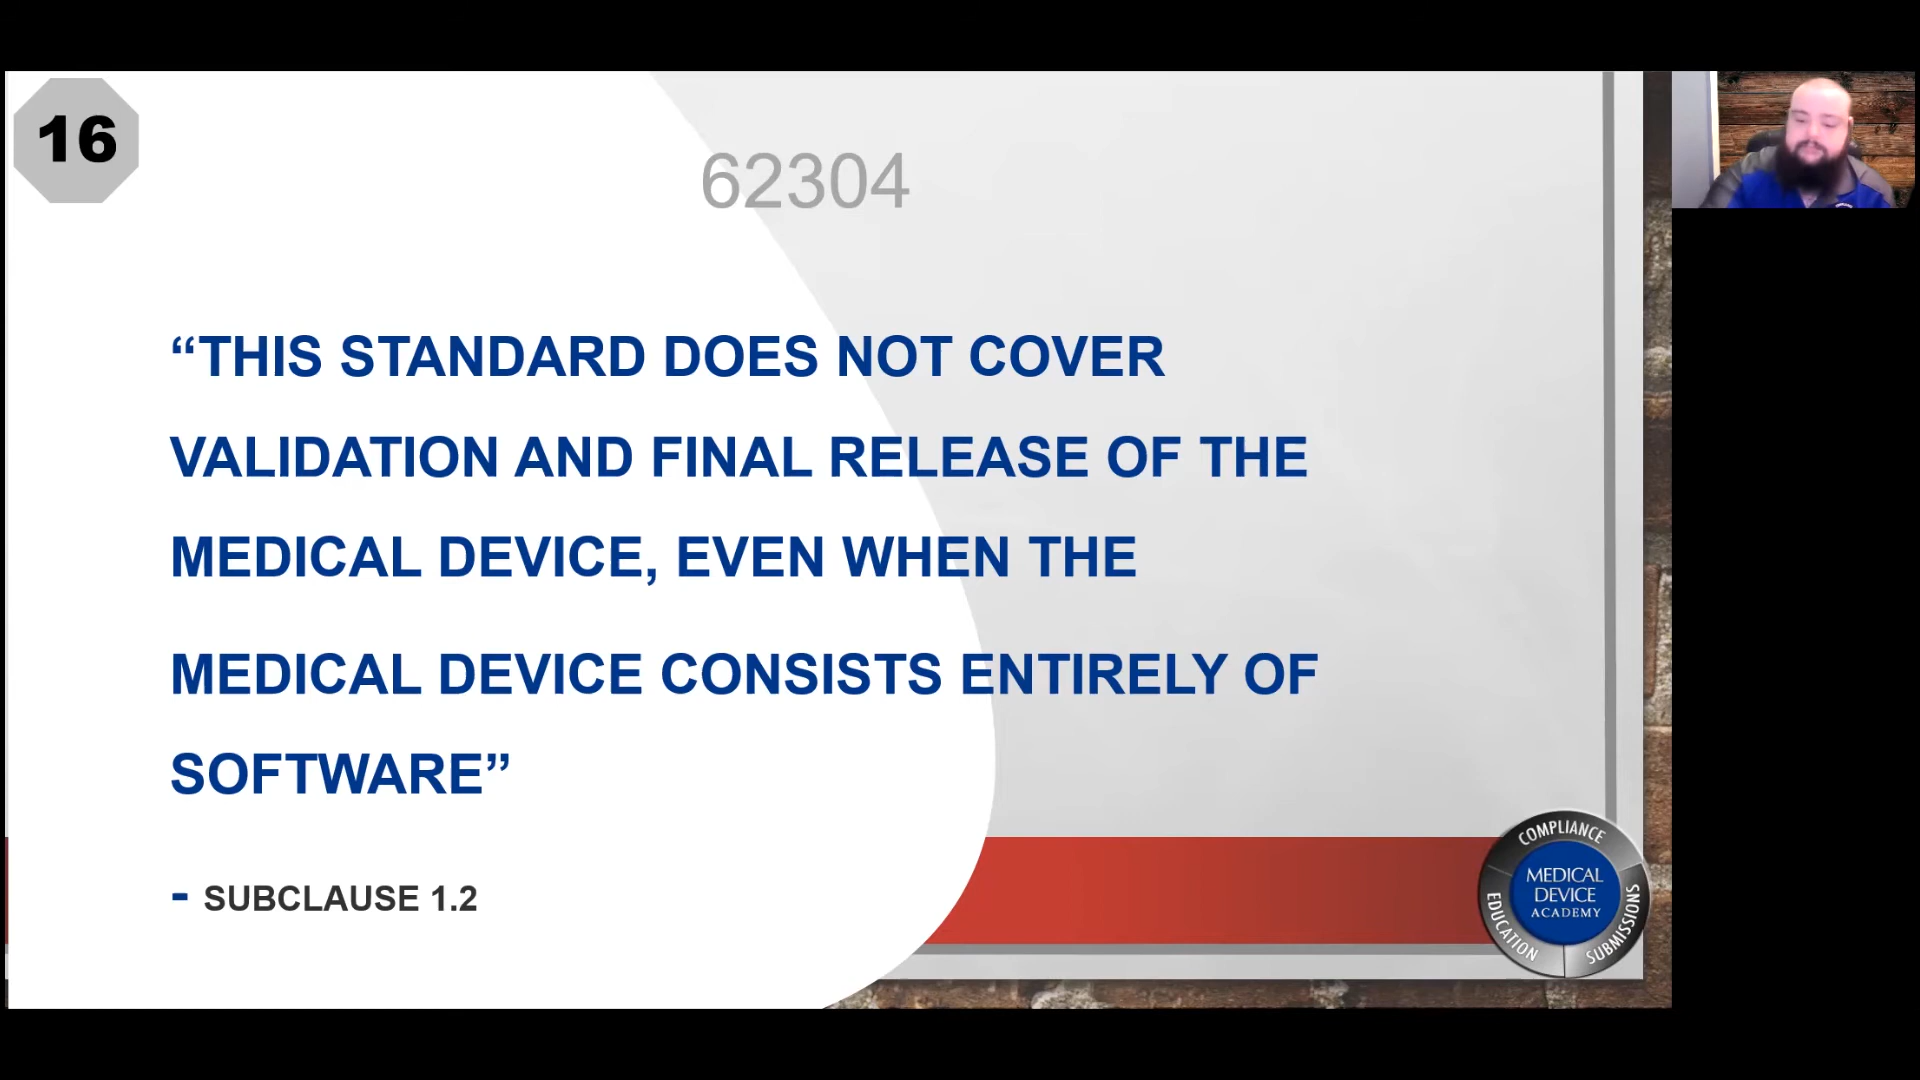 16
62304
“THIS STANDARD DOES NOT COVER
VALIDATION AND FINAL RELEASE OF THE
MEDICAL DEVICE, EVEN WHEN THE
MEDICAL DEVICE CONSISTS ENTIRELY OF
SOFTWARE”
- SUBCLAUSE 1.2
COMPLIANCE
MEDICAL
DEVICE
ACADEMY
EDUCATION
SUBMISSIONS